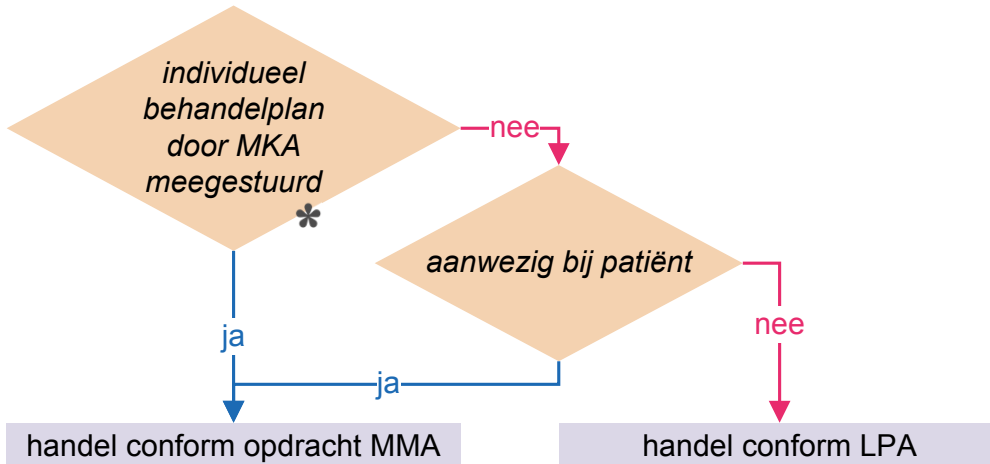 individueel
behandelplan
door MKA
meegestuurd
*
nee
aanwezig bij patiënt
nee
ja
ja
handel conform opdracht MMA
handel conform LPA